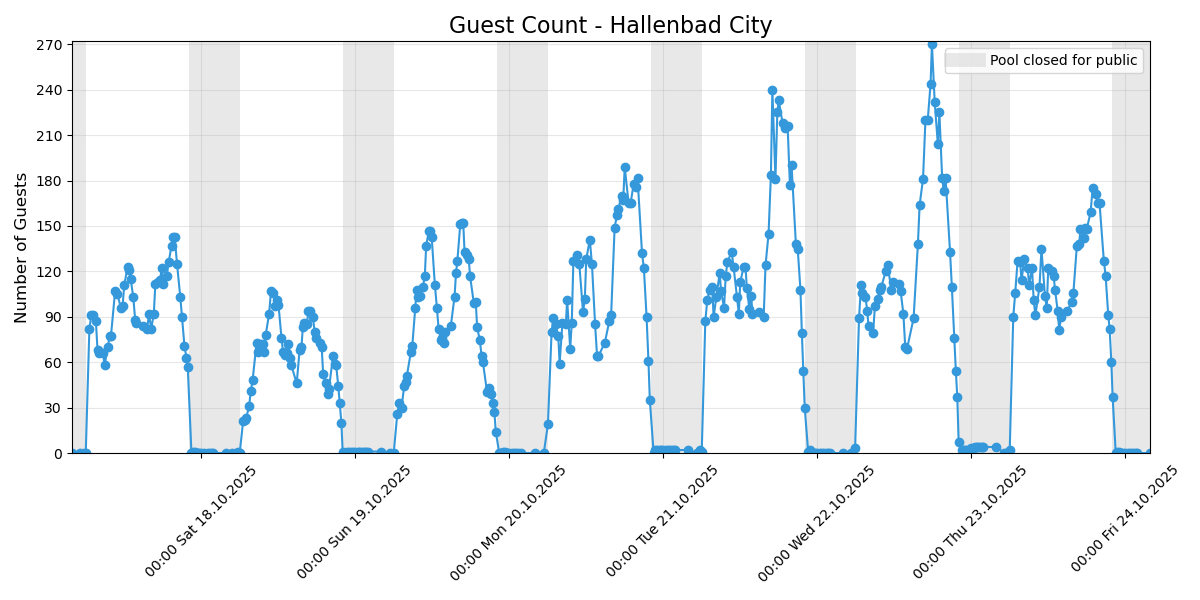 Guest Count - Hallenbad City
Pool closed for public
Number of Guests
270
240
210
180
150
120
90
60
30
0
00:00 Sat 18.10.2025
00:00 Sun 19.10.2025
00:00 Mon 20.10.2025
00:00 Tue 21.10.2025
00:00 Wed 22.10.2025
00:00 Thu 23.10.2025
00:00 Fri 24.10.2025